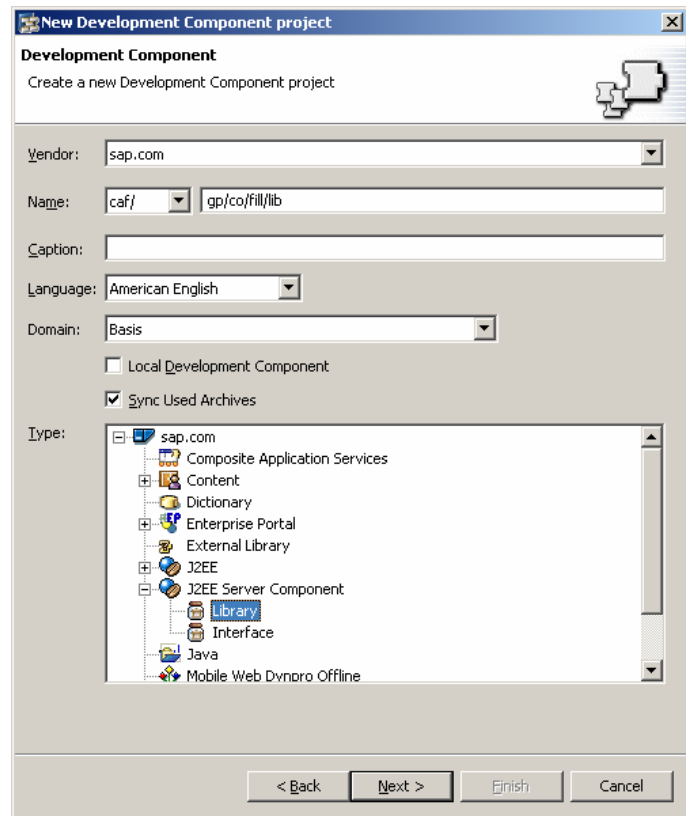 New Development Component project
Development Component
Create a new Development Component project
Vendor: sap.com
Name: caf/ gp/co/fill/lib
Caption:
Language: American English
Domain: Basis
Local Development Component
Sync Used Archives
Type: sap.com
Composite Application Services
Content
Dictionary
Enterprise Portal
External Library
J2EE
J2EE Server Component
Library
Interface
Java
Mobile Web Dynpro Offline
< Back Next > Finish Cancel